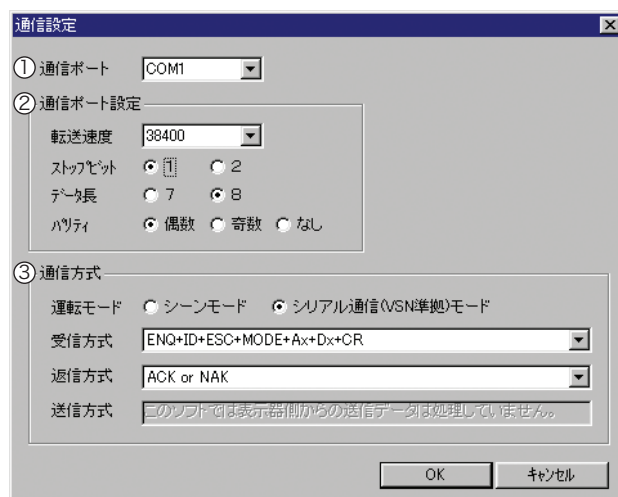 通信設定
① 通信ポート COM1
② 通信ポート設定
転送速度 38400
ストップビット 1 2
データ長 7 8
パリティ 偶数 奇数 なし
③ 通信方式
運転モード シーンモード シリアル通信(VSN準拠)モード
受信方式 ENQ+ID+ESC+MODE+Ax+Dx+CR
返信方式 ACK or NAK
送信方式 このソフトでは表示器側からの送信データは処理していません。
OK キャンセル